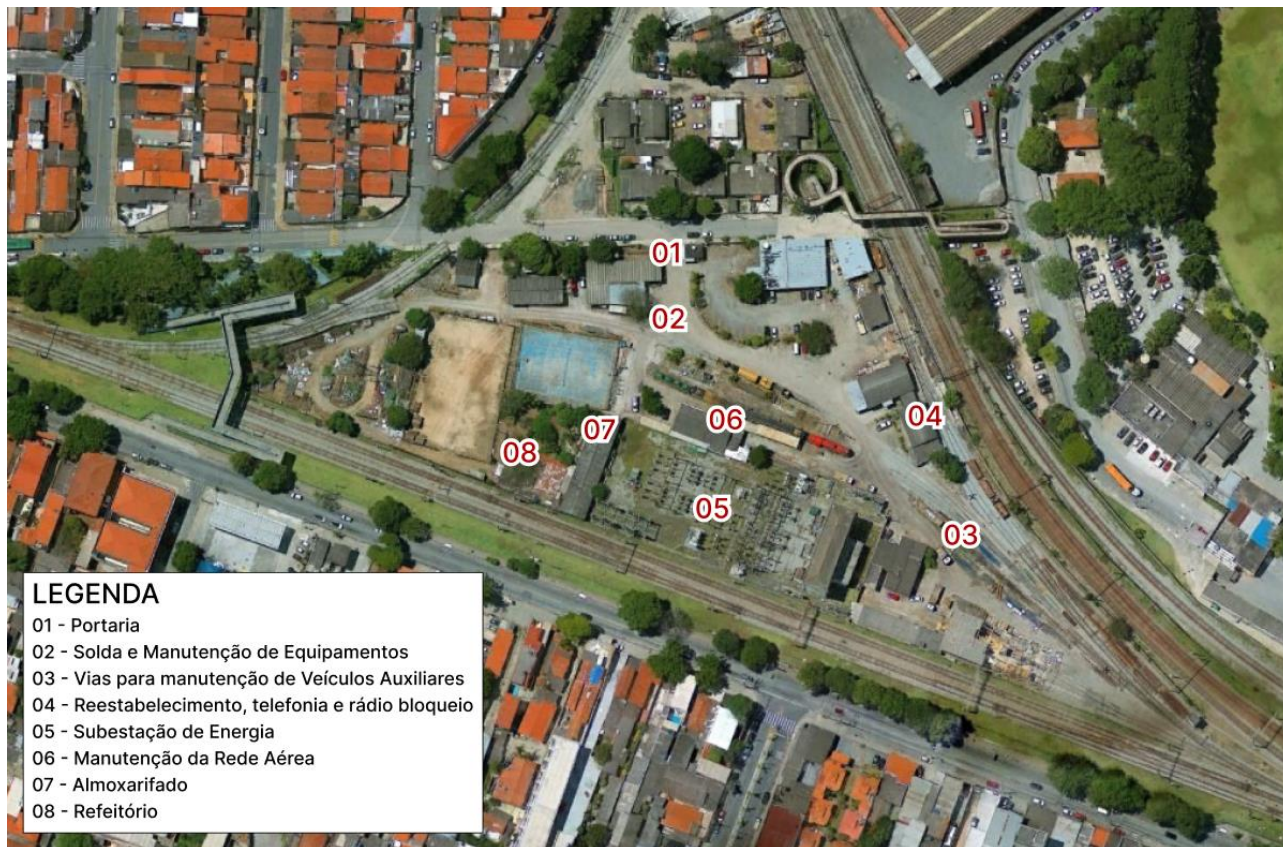 01
02
06
04
07
08
05
03
LEGENDA
01 - Portaria
02 - Solda e Manutenção de Equipamentos
03 - Vias para manutenção de Veículos Auxiliares
04 - Reestabelecimento, telefonia e rádio bloqueio
05 - Subestação de Energia
06 - Manutenção da Rede Aérea
07 - Almoxarifado
08 - Refeitório